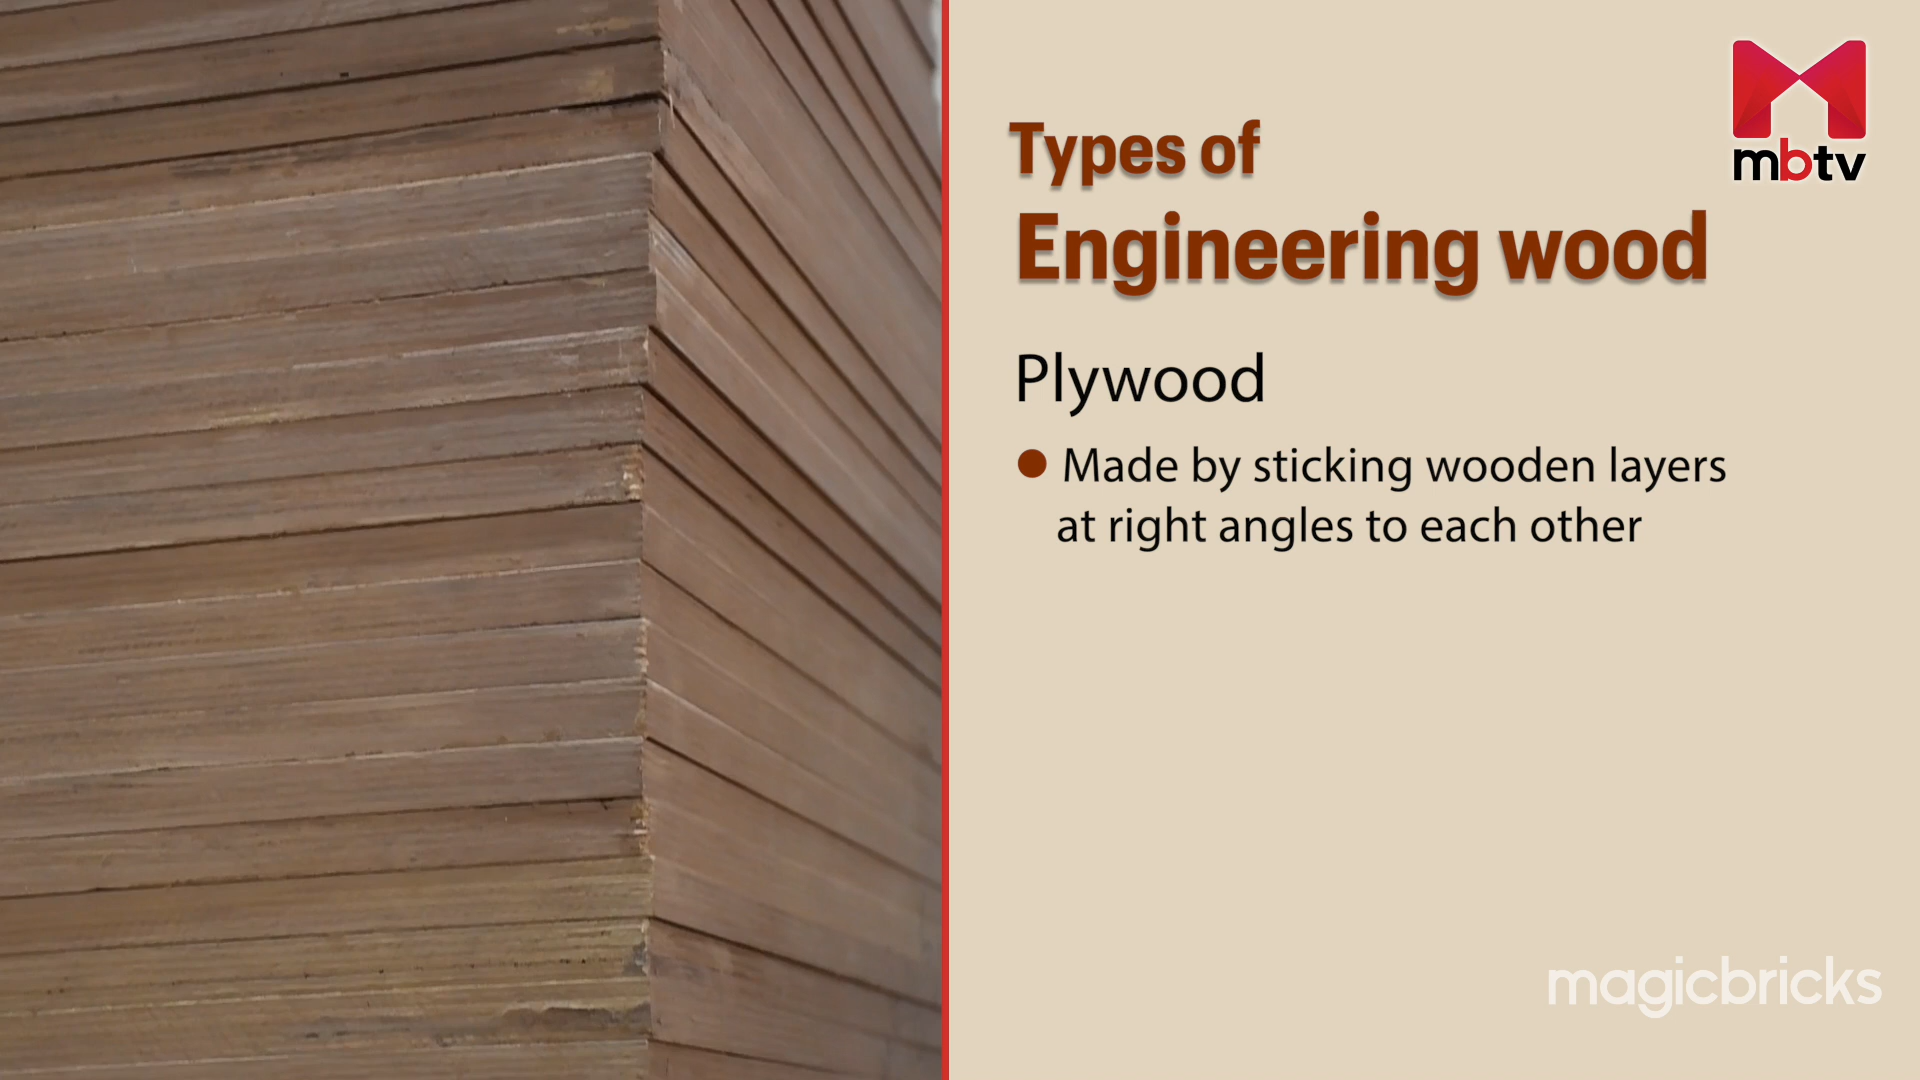 mbtv
Types of
Engineering wood
Plywood
Made by sticking wooden layers
at right angles to each other
magicbricks